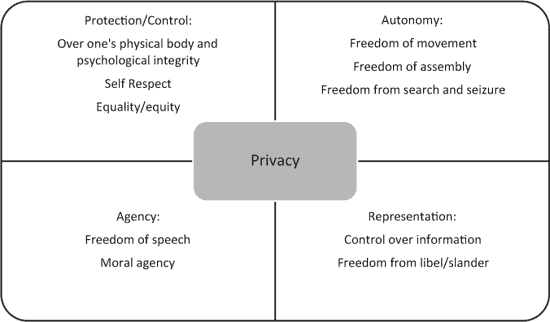 Protection/Control:
Over one's physical body and
psychological integrity
Self Respect
Equality/equity
Autonomy:
Freedom of movement
Freedom of assembly
Freedom from search and seizure
Privacy
Agency:
Freedom of speech
Moral agency
Representation:
Control over information
Freedom from libel/slander